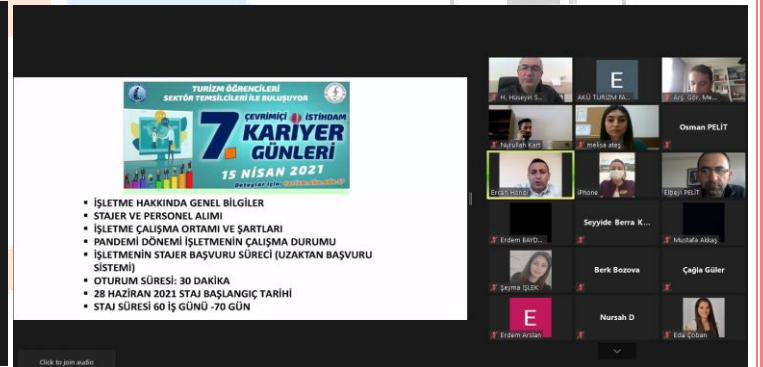 TURİZM ÖĞRENCİLERİ
SEKTÖR TEMSİLCİLERİ İLE BULUŞUYOR
7. ÇEVRİMİÇİ İSTİHDAM
KARİYER
GÜNLERİ
15 NİSAN 2021
▪ İŞLETME HAKKINDA GENEL BİLGİLER
▪ STAJER VE PERSONEL ALIMI
▪ İŞLETME ÇALIŞMA ORTAMI VE ŞARTLARI
▪ PANDEMİ DÖNEMİ İŞLETMENİN ÇALIŞMA DURUMU
▪ İŞLETMENİN STAJER BAŞVURU SÜRECİ (UZAKTAN BAŞVURU
SİSTEMİ)
▪ OTURUM SÜRESİ: 30 DAKİKA
▪ 28 HAZİRAN 2021 STAJ BAŞLANGIÇ TARİHİ
▪ STAJ SÜRESİ 60 İŞ GÜNÜ -70 GÜN
Click to join audio
H. Hüseyin S...
E
AKÜ TURİZM FA...
Arş. Gör. Me...
Nurullah Kart
melisa ateş
Osman PELİT
Ercan Hondi
iPhone
Elbeyi PELİT
Erdem BAYD...
Seyyide Berra K...
Mustafa Akkaş
Şeyma İŞLEK
Berk Bozova
Çağla Güler
E
Erdem Arslan
Nursah D
Eda Çoban